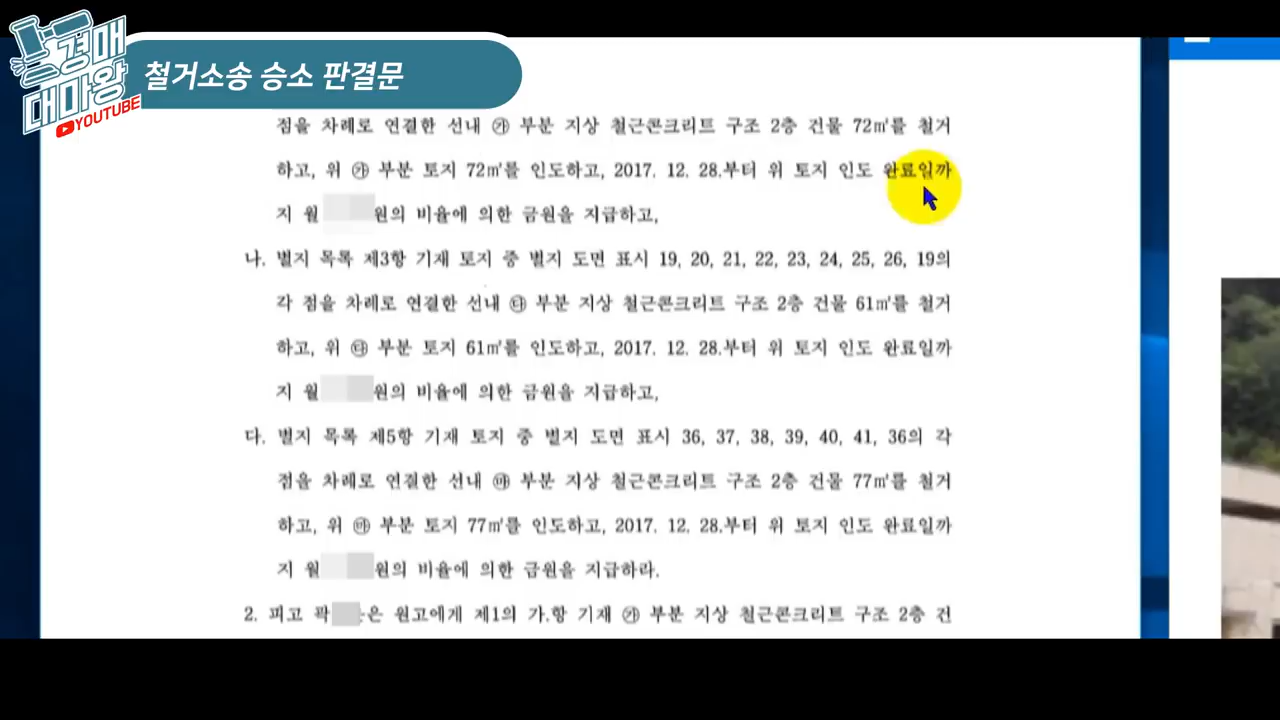 경매
대마왕
YOUTUBE
철거소송 승소 판결문
점을 차례로 연결한 선내 ㉮ 부분 지상 철근콘크리트 구조 2층 건물 72㎡를 철거
하고, 위 ㉮ 부분 토지 72㎡를 인도하고, 2017. 12. 28.부터 위 토지 인도 완료일까
지 월 원의 비율에 의한 금원을 지급하고,
나. 별지 목록 제3항 기재 토지 중 별지 도면 표시 19, 20, 21, 22, 23, 24, 25, 26, 19의
각 점을 차례로 연결한 선내 ㉰ 부분 지상 철근콘크리트 구조 2층 건물 61㎡를 철거
하고, 위 ㉰ 부분 토지 61㎡를 인도하고, 2017. 12. 28.부터 위 토지 인도 완료일까
지 월 원의 비율에 의한 금원을 지급하고,
다. 별지 목록 제5항 기재 토지 중 별지 도면 표시 36, 37, 38, 39, 40, 41, 36의 각
점을 차례로 연결한 선내 ㉲ 부분 지상 철근콘크리트 구조 2층 건물 77㎡를 철거
하고, 위 ㉲ 부분 토지 77㎡를 인도하고, 2017. 12. 28.부터 위 토지 인도 완료일까
지 월 원의 비율에 의한 금원을 지급하라.
2. 피고 곽 은 원고에게 제1의 가.항 기재 ㉮ 부분 지상 철근콘크리트 구조 2층 건